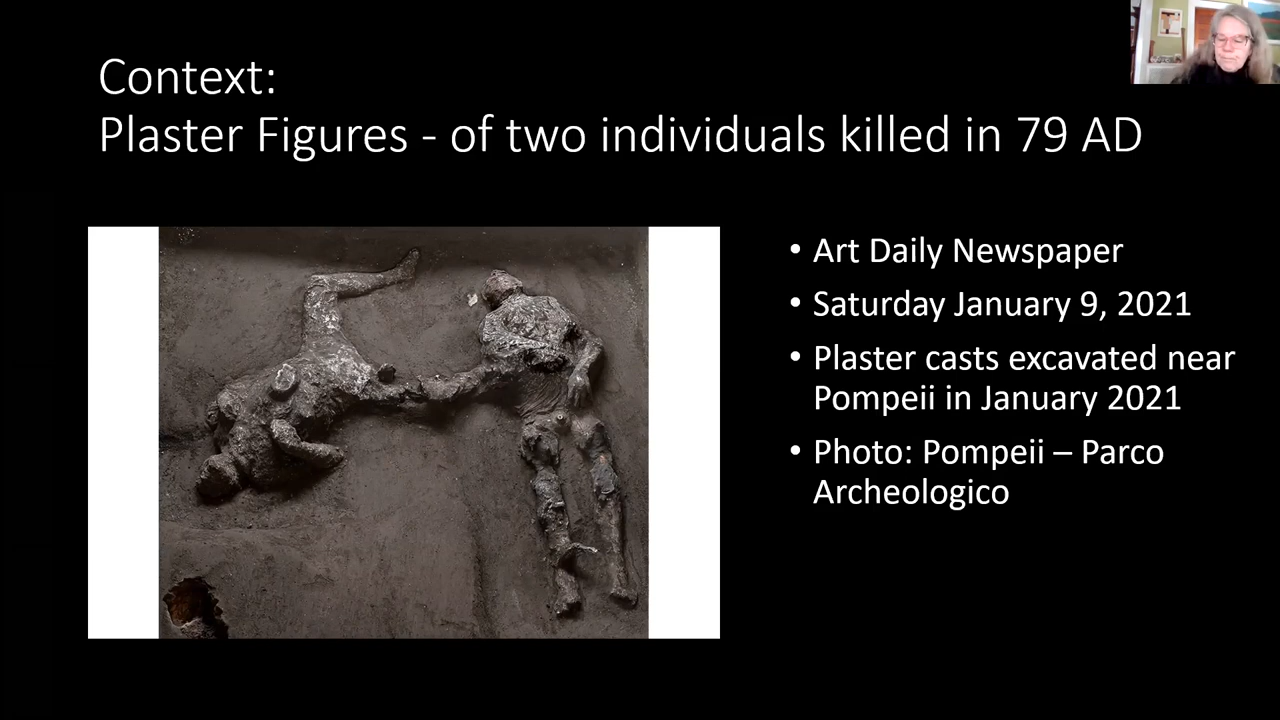 Context:
Plaster Figures - of two individuals killed in 79 AD
• Art Daily Newspaper
• Saturday January 9, 2021
• Plaster casts excavated near
Pompeii in January 2021
• Photo: Pompeii – Parco
Archeologico